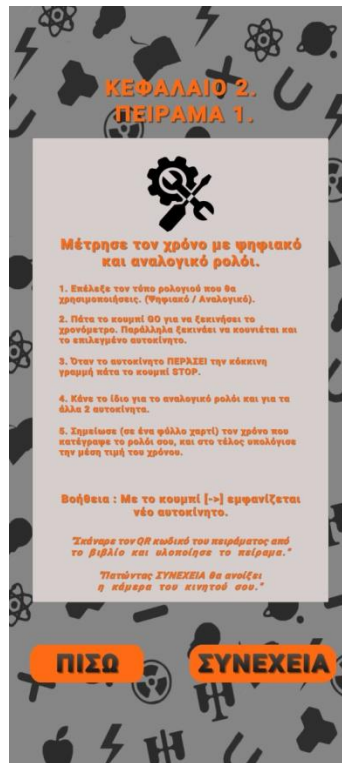 ΚΕΦΑΛΑΙΟ 2.
ΠΕΙΡΑΜΑ 1.
Μέτρησε τον χρόνο με ψηφιακό
και αναλογικό ρολόι.
1. Επέλεξε τον τύπο ρολογιού που θα
χρησιμοποιήσεις. (Ψηφιακό / Αναλογικό).
2. Πάτα το κουμπί GO για να ξεκινήσει το
χρονόμετρο. Παράλληλα ξεκινάει να κουνιέται και
το επιλεγμένο αυτοκίνητο.
3. Όταν το αυτοκίνητο ΠΕΡΆΣΕΙ την κόκκινη
γραμμή πάτα το κουμπί STOP.
4. Κάνε το ίδιο για το αναλογικό ρολόι και για τα
άλλα 2 αυτοκίνητα.
5. Σημείωσε (σε ένα φύλλο χαρτί) τον χρόνο που
κατέγραψε το ρολόι σου, και στο τέλος υπολόγισε
την μέση τιμή του χρόνου.
Βοήθεια : Με το κουμπί [->] εμφανίζεται
νέο αυτοκίνητο.
"Σκάναρε τον QR κωδικό του πειράματος από
το βιβλίο και υλοποίησε το πείραμα."
"Πατώντας ΣΥΝΕΧΕΙΑ θα ανοίξει
η κάμερα του κινητού σου."
ΠΙΣΩ ΣΥΝΕΧΕΙΑ